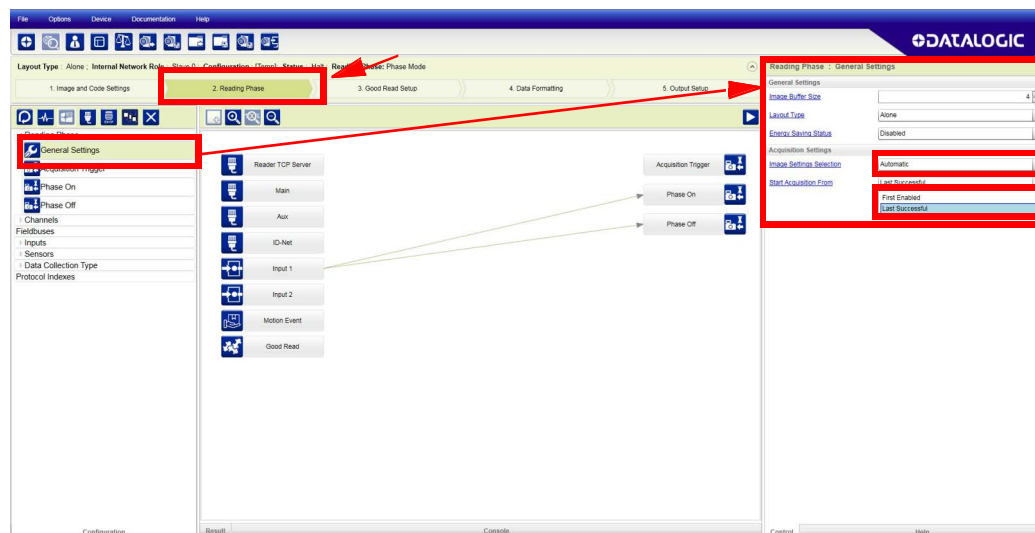 File Options Device Documentation Help
DATALOGIC
Layout Type : Alone ; Internal Network Role : Slave 0 ; Configuration : [Temp]; Status : Halt ; Reading Phase: Phase Mode
1. Image and Code Settings 2. Reading Phase 3. Good Read Setup 4. Data Formatting 5. Output Setup
Reading Phase
General Settings
Acquisition Trigger
Phase On
Phase Off
Channels
Fieldbuses
Inputs
Sensors
Data Collection Type
Protocol Indexes
Configuration
Reader TCP Server
Main
Aux
ID-Net
Input 1
Input 2
Motion Event
Good Read
Acquisition Trigger
Phase On
Phase Off
Result Console
Reading Phase : General Settings
General Settings
Image Buffer Size 4
Layout Type Alone
Energy Saving Status Disabled
Acquisition Settings
Image Settings Selection Automatic
Start Acquisition From Last Successful
First Enabled
Last Successful
Control Help